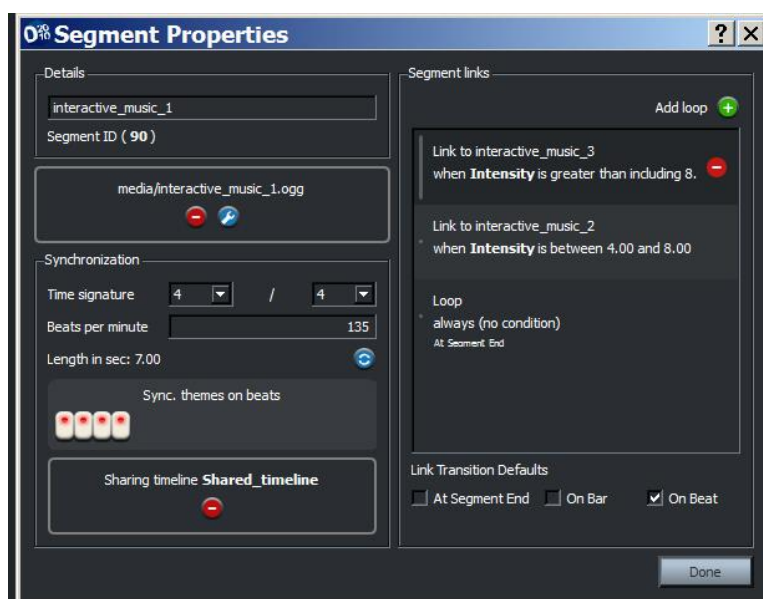 Segment Properties
Details
interactive_music_1
Segment ID ( 90 )
media/interactive_music_1.ogg
Synchronization
Time signature 4 / 4
Beats per minute 135
Length in sec: 7.00
Sync. themes on beats
Sharing timeline Shared_timeline
Segment links
Add loop
Link to interactive_music_3
when Intensity is greater than including 8.
Link to interactive_music_2
when Intensity is between 4.00 and 8.00
Loop
always (no condition)
At Segment End
Link Transition Defaults
At Segment End On Bar On Beat
Done